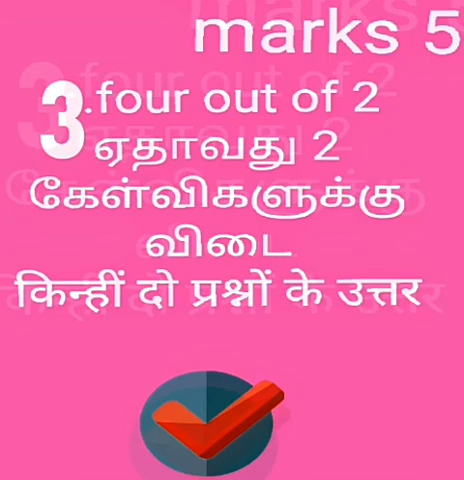 marks 5
3.four out of 2
ஏதாவது 2
கேள்விகளுக்கு
விடை
किन्हीं दो प्रश्नों के उत्तर